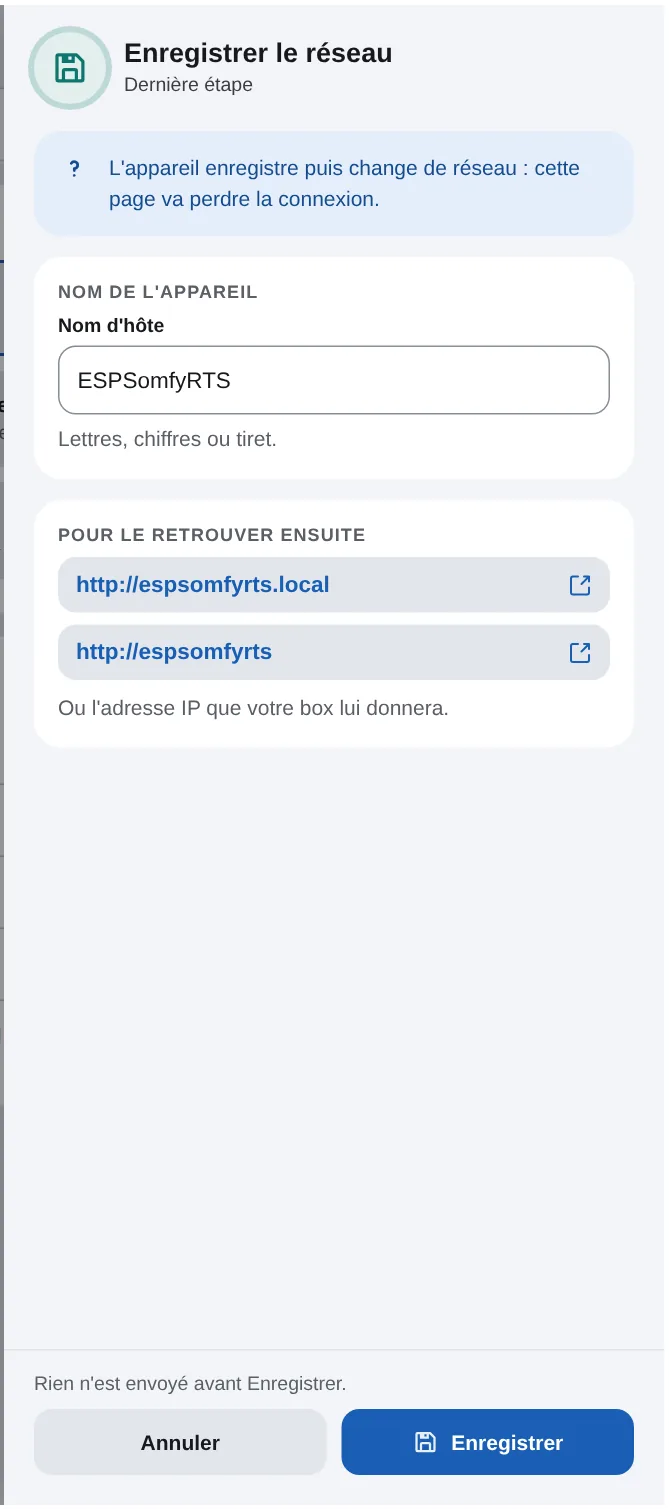 Enregistrer le réseau
Dernière étape
?
L'appareil enregistre puis change de réseau : cette
page va perdre la connexion.
NOM DE L'APPAREIL
Nom d'hôte
ESPSomfyRTS
Lettres, chiffres ou tiret.
POUR LE RETROUVER ENSUITE
http://espsomfyrts.local
http://espsomfyrts
Ou l'adresse IP que votre box lui donnera.
Rien n'est envoyé avant Enregistrer.
Annuler
Enregistrer